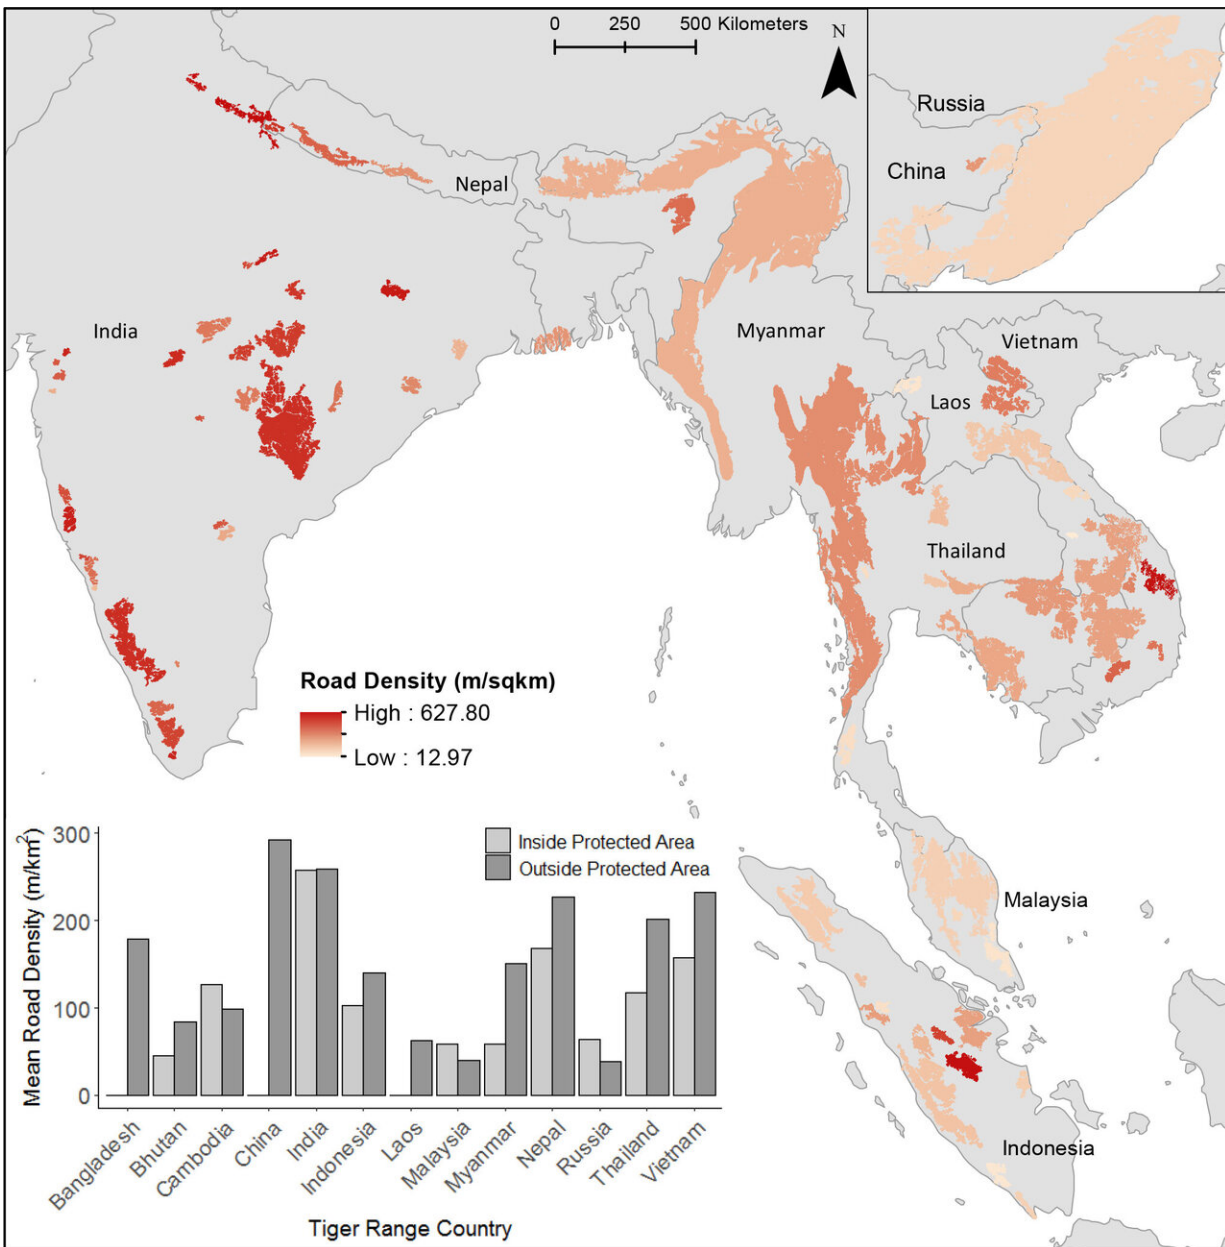 0 250 500 Kilometers
N
Russia
China
Nepal
India
Myanmar
Vietnam
Laos
Thailand
Road Density (m/sqkm)
High : 627.80
Low : 12.97
Malaysia
Indonesia
Mean Road Density (m/km²)
300
200
100
0
Inside Protected Area
Outside Protected Area
Bangladesh
Bhutan
Cambodia
China
India
Indonesia
Laos
Malaysia
Myanmar
Nepal
Russia
Thailand
Vietnam
Tiger Range Country